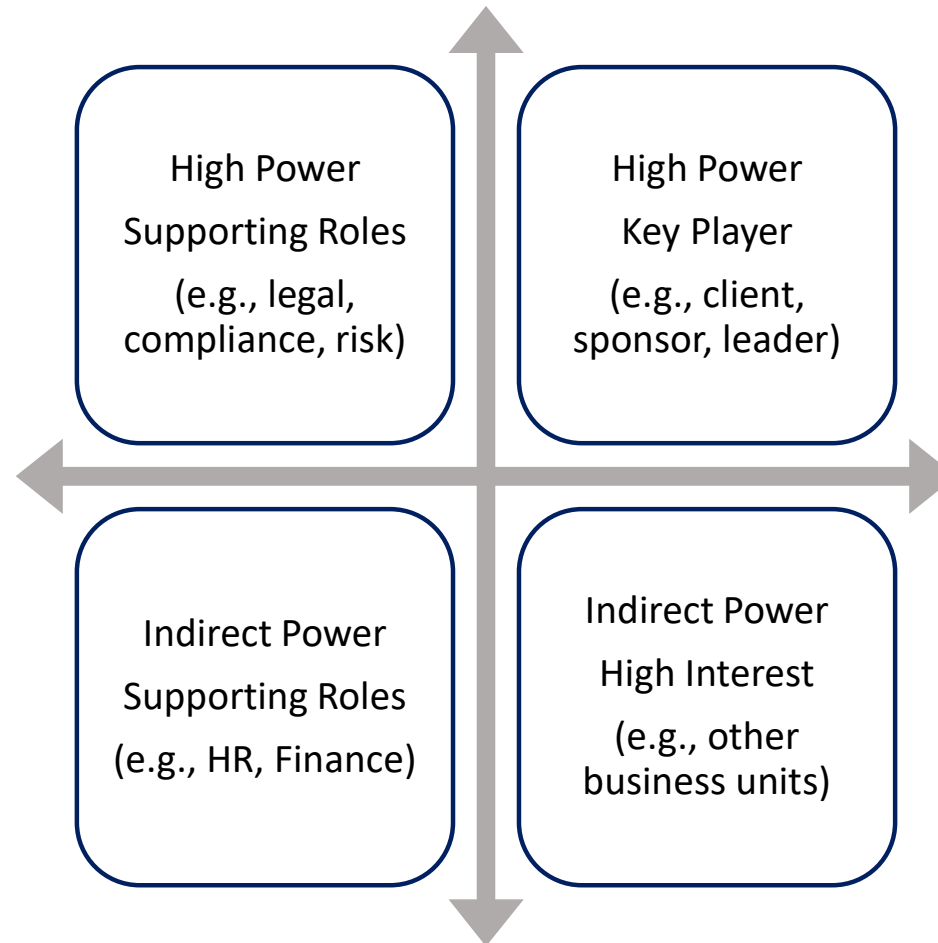 High Power
Supporting Roles
(e.g., legal,
compliance, risk)
High Power
Key Player
(e.g., client,
sponsor, leader)
Indirect Power
Supporting Roles
(e.g., HR, Finance)
Indirect Power
High Interest
(e.g., other
business units)